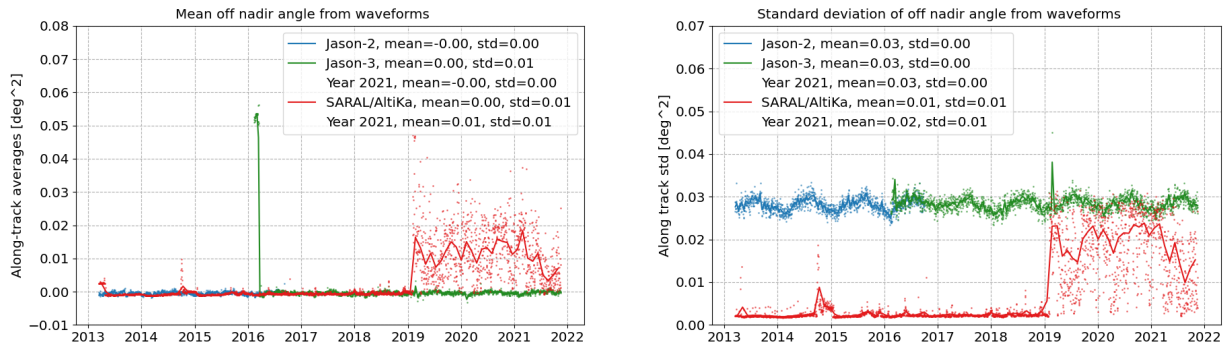 Mean off nadir angle from waveforms
Along-track averages [deg^2]
0.08
0.07
0.06
0.05
0.04
0.03
0.02
0.01
0.00
−0.01
Jason-2, mean=-0.00, std=0.00
Jason-3, mean=0.00, std=0.01
Year 2021, mean=-0.00, std=0.00
SARAL/AltiKa, mean=0.00, std=0.01
Year 2021, mean=0.01, std=0.01
2013 2014 2015 2016 2017 2018 2019 2020 2021 2022
Standard deviation of off nadir angle from waveforms
Along track std [deg^2]
0.07
0.06
0.05
0.04
0.03
0.02
0.01
0.00
Jason-2, mean=0.03, std=0.00
Jason-3, mean=0.03, std=0.00
Year 2021, mean=0.03, std=0.00
SARAL/AltiKa, mean=0.01, std=0.01
Year 2021, mean=0.02, std=0.01
2013 2014 2015 2016 2017 2018 2019 2020 2021 2022